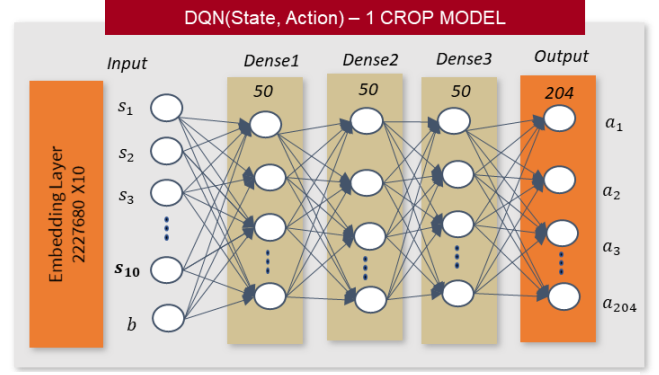 DQN(State, Action) – 1 CROP MODEL
Input
Dense1
Dense2
Dense3
Output
50
50
50
204
Embedding Layer
2227680 X10
s1
s2
s3
s10
b
a1
a2
a3
a204